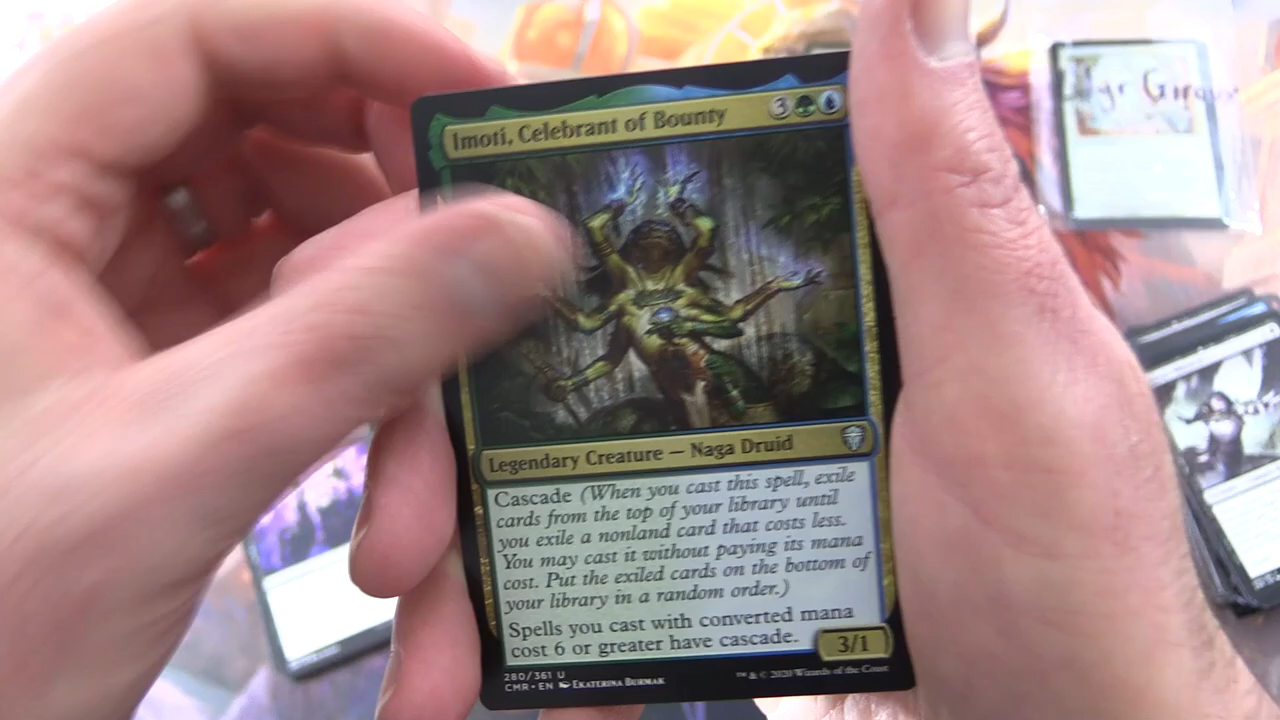 Imoti, Celebrant of Bounty 3
Legendary Creature — Naga Druid
Cascade (When you cast this spell, exile
cards from the top of your library until
you exile a nonland card that costs less.
You may cast it without paying its mana
cost. Put the exiled cards on the bottom of
your library in a random order.)
Spells you cast with converted mana
cost 6 or greater have cascade.
3/1
280/361 U
CMR • EN Ekaterina Burmak
™ & © 2020 Wizards of the Coast